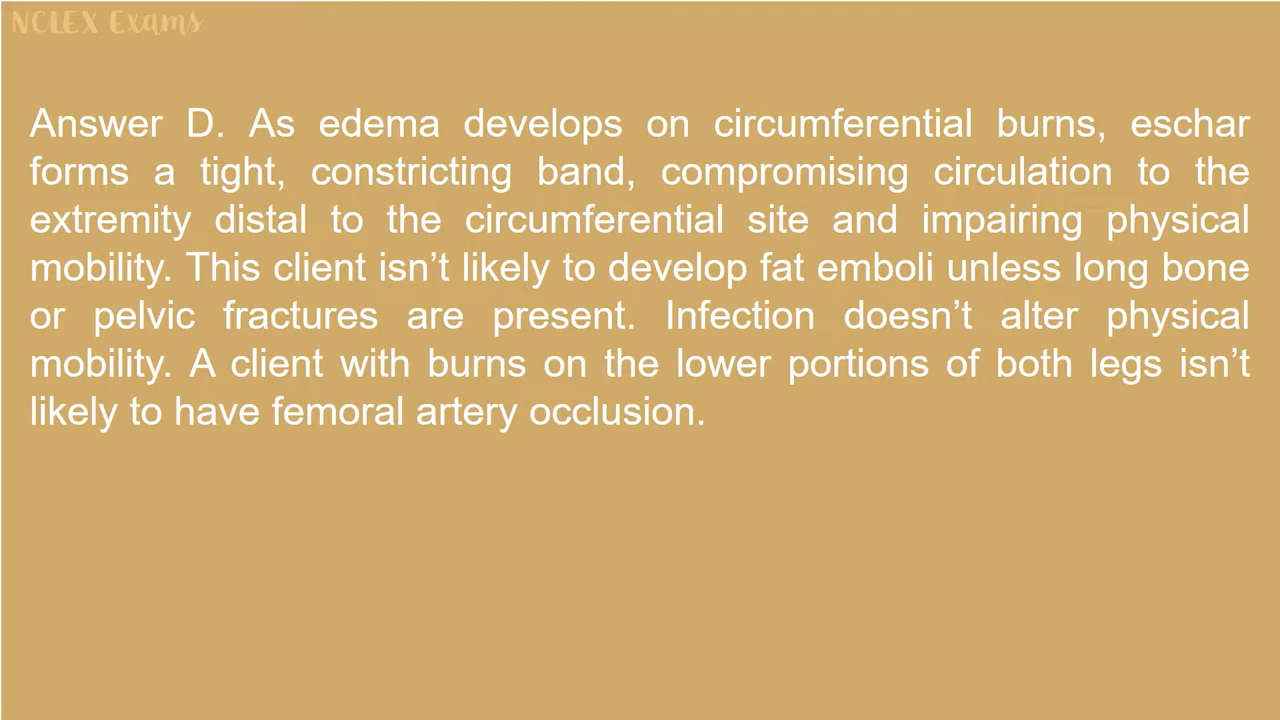 NCLEX Exams
Answer D. As edema develops on circumferential burns, eschar
forms a tight, constricting band, compromising circulation to the
extremity distal to the circumferential site and impairing physical
mobility. This client isn’t likely to develop fat emboli unless long bone
or pelvic fractures are present. Infection doesn’t alter physical
mobility. A client with burns on the lower portions of both legs isn’t
likely to have femoral artery occlusion.